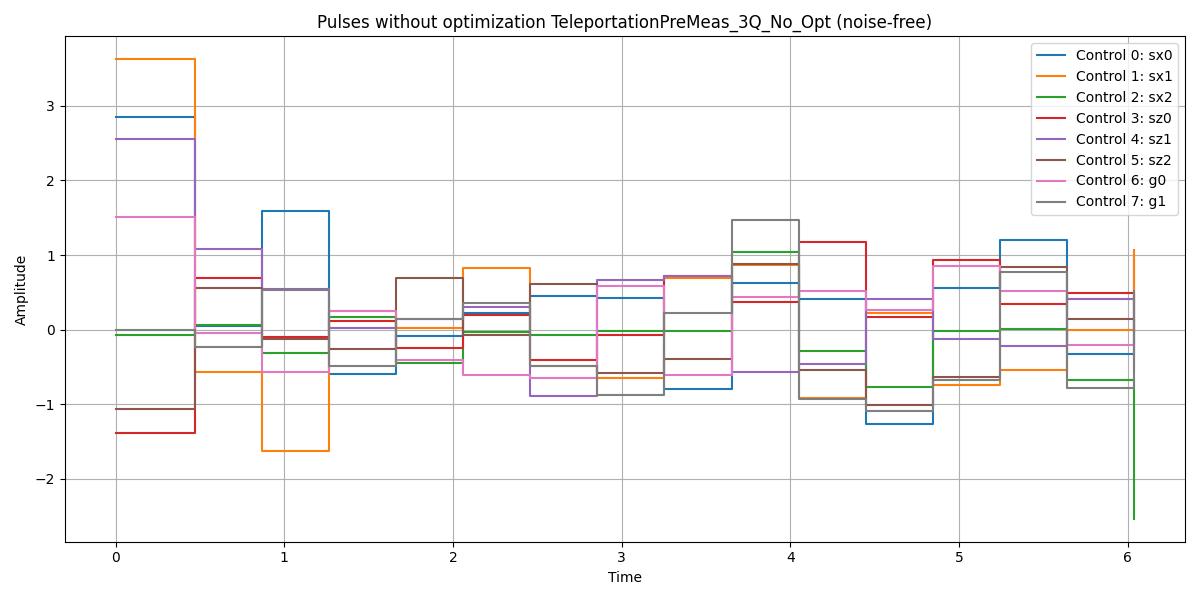 Pulses without optimization TeleportationPreMeas_3Q_No_Opt (noise-free)
Control 0: sx0
Control 1: sx1
Control 2: sx2
Control 3: sz0
Control 4: sz1
Control 5: sz2
Control 6: g0
Control 7: g1
Amplitude
3
2
1
0
−1
−2
0 1 2 3 4 5 6
Time